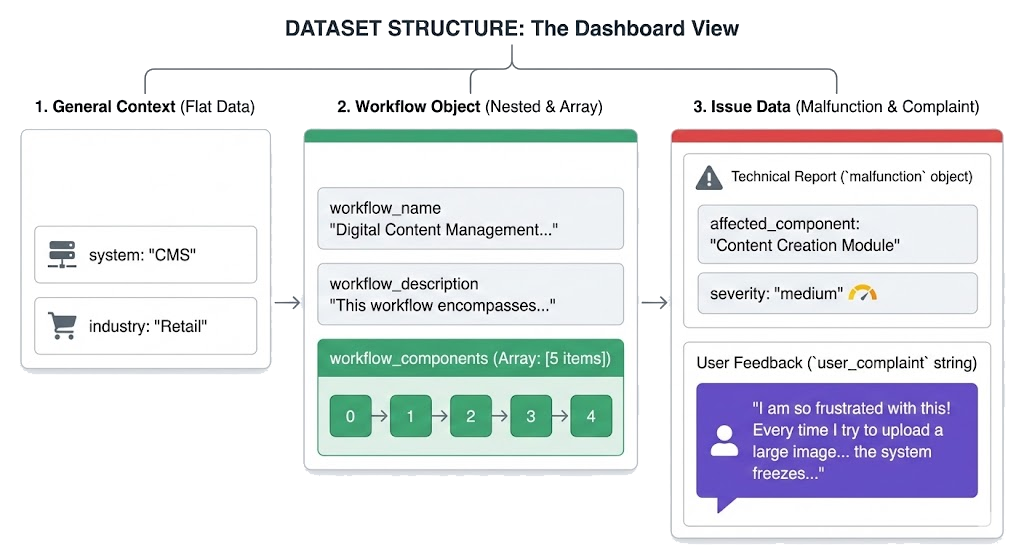 DATASET STRUCTURE: The Dashboard View
1. General Context (Flat Data)
system: "CMS"
industry: "Retail"
2. Workflow Object (Nested & Array)
workflow_name
"Digital Content Management..."
workflow_description
"This workflow encompasses..."
workflow_components (Array: [5 items])
0
1
2
3
4
3. Issue Data (Malfunction & Complaint)
Technical Report (`malfunction` object)
affected_component:
"Content Creation Module"
severity: "medium"
User Feedback (`user_complaint` string)
"I am so frustrated with this!
Every time I try to upload a
large image... the system
freezes..."